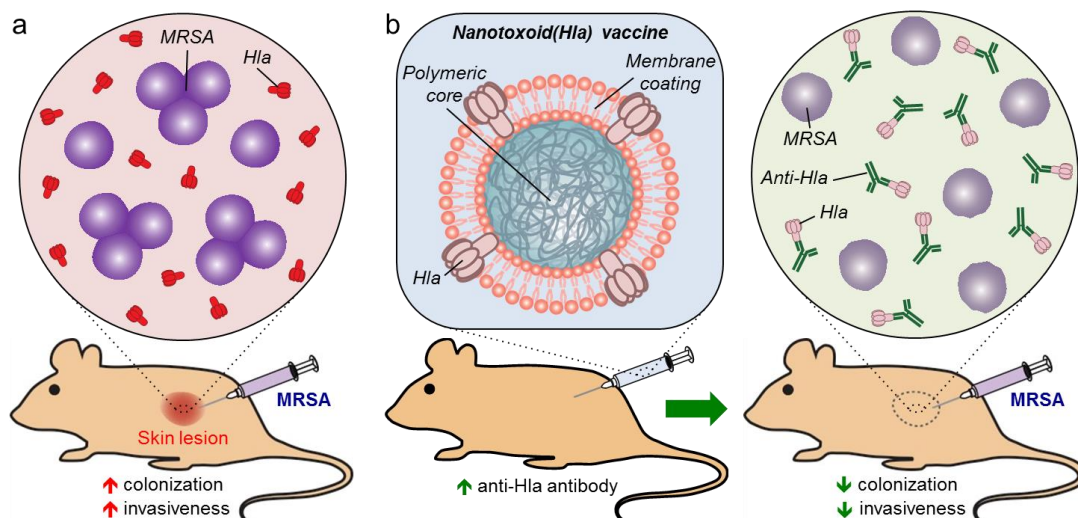 a
MRSA
Hla
MRSA
Skin lesion
↑ colonization
↑ invasiveness
b
Nanotoxoid(Hla) vaccine
Polymeric
core
Membrane
coating
Hla
↑ anti-Hla antibody
MRSA
Anti-Hla
Hla
MRSA
↓ colonization
↓ invasiveness